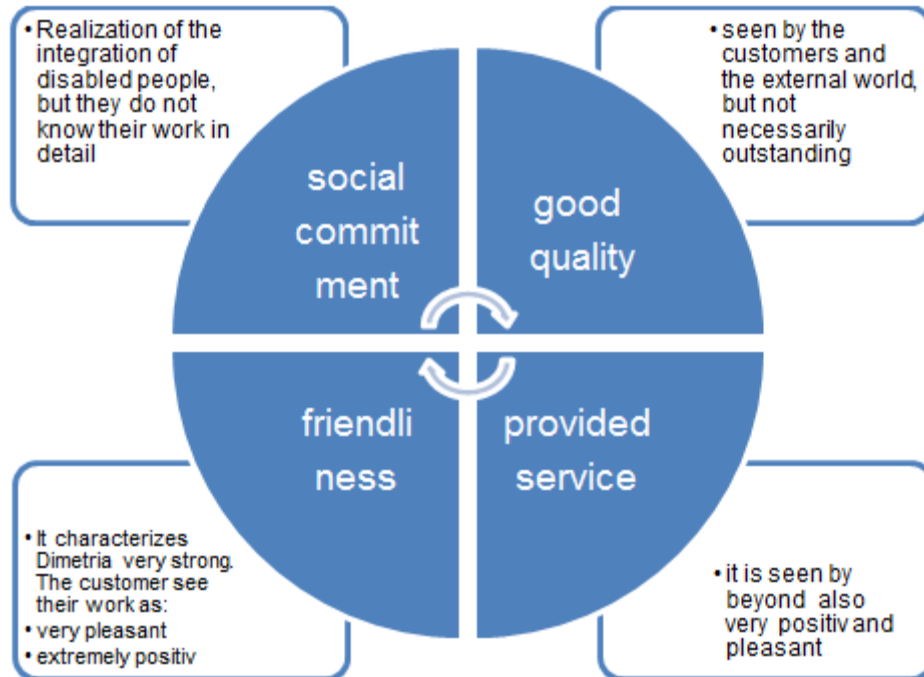 • Realization of the
integration of
disabled people,
but they do not
know their work in
detail
• seen by the
customers and
the external world,
but not
necessarily
outstanding
social
commit
ment
good
quality
friendli
ness
provided
service
• It characterizes
Dimetria very strong.
The customer see
their work as:
• very pleasant
• extremely positiv
• it is seen by
beyond also
very positiv and
pleasant